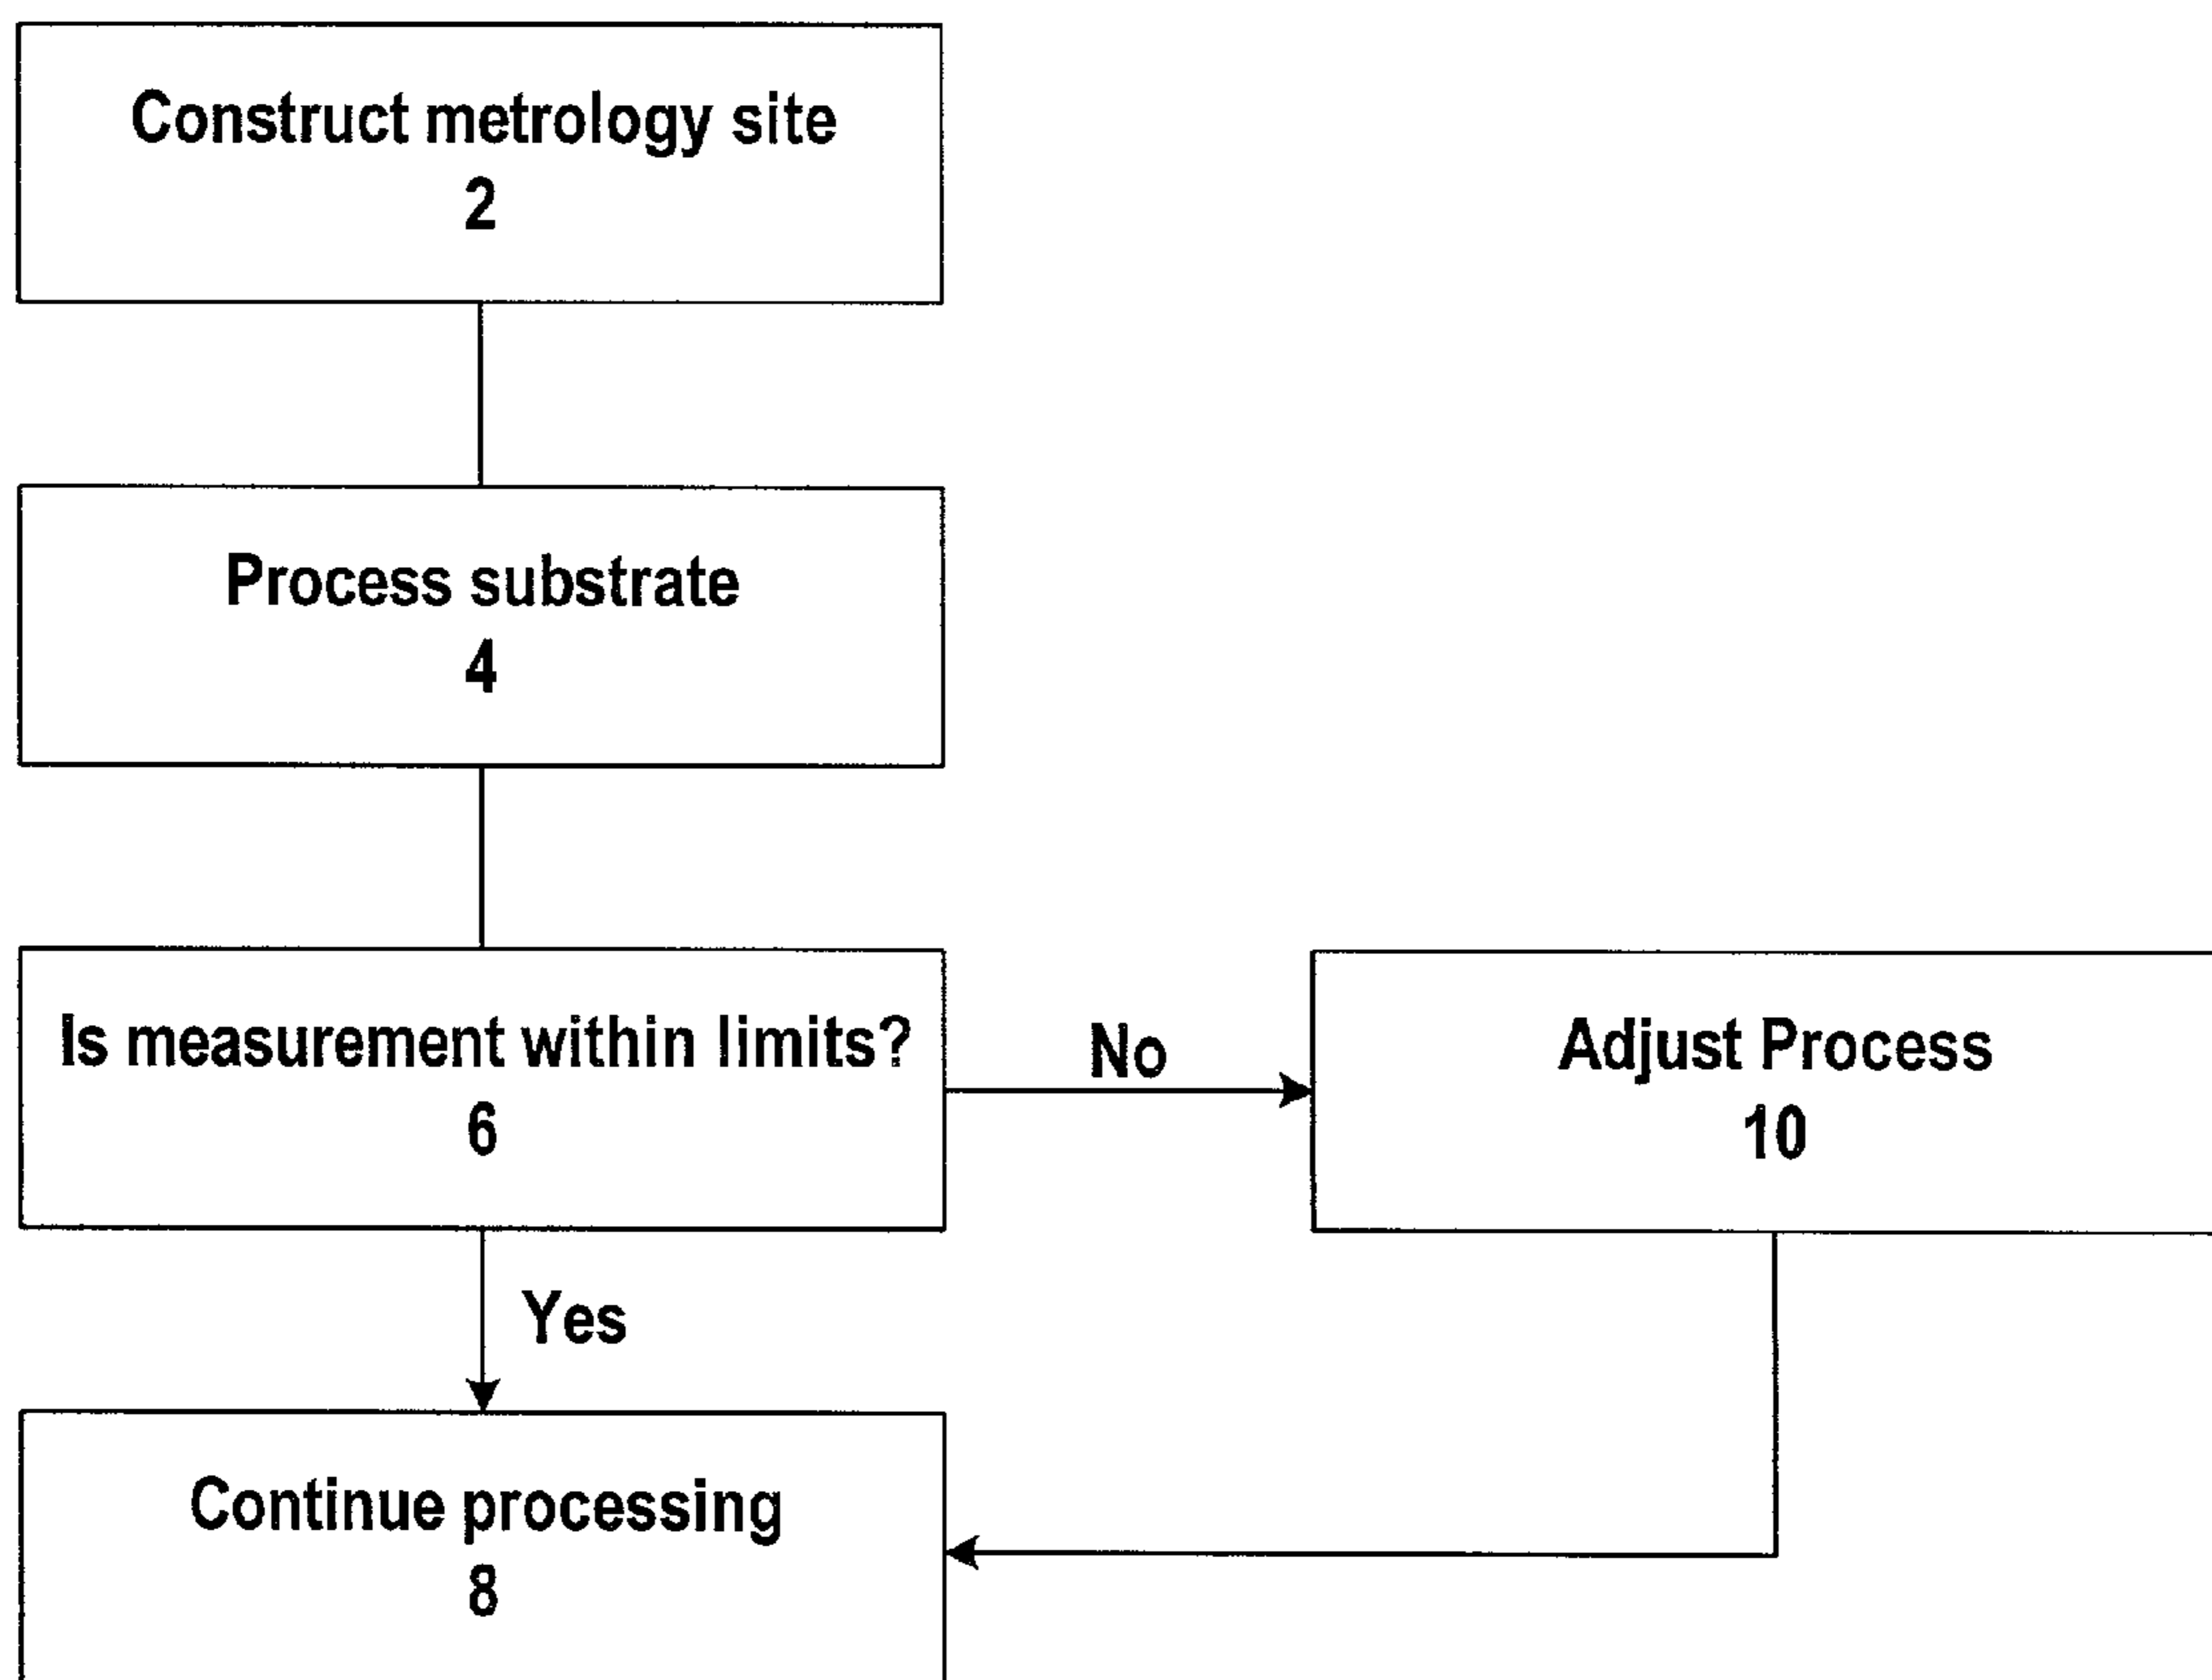 Construct metrology site
2
Process substrate
4
Is measurement within limits?
6
No
Adjust Process
10
Yes
Continue processing
8